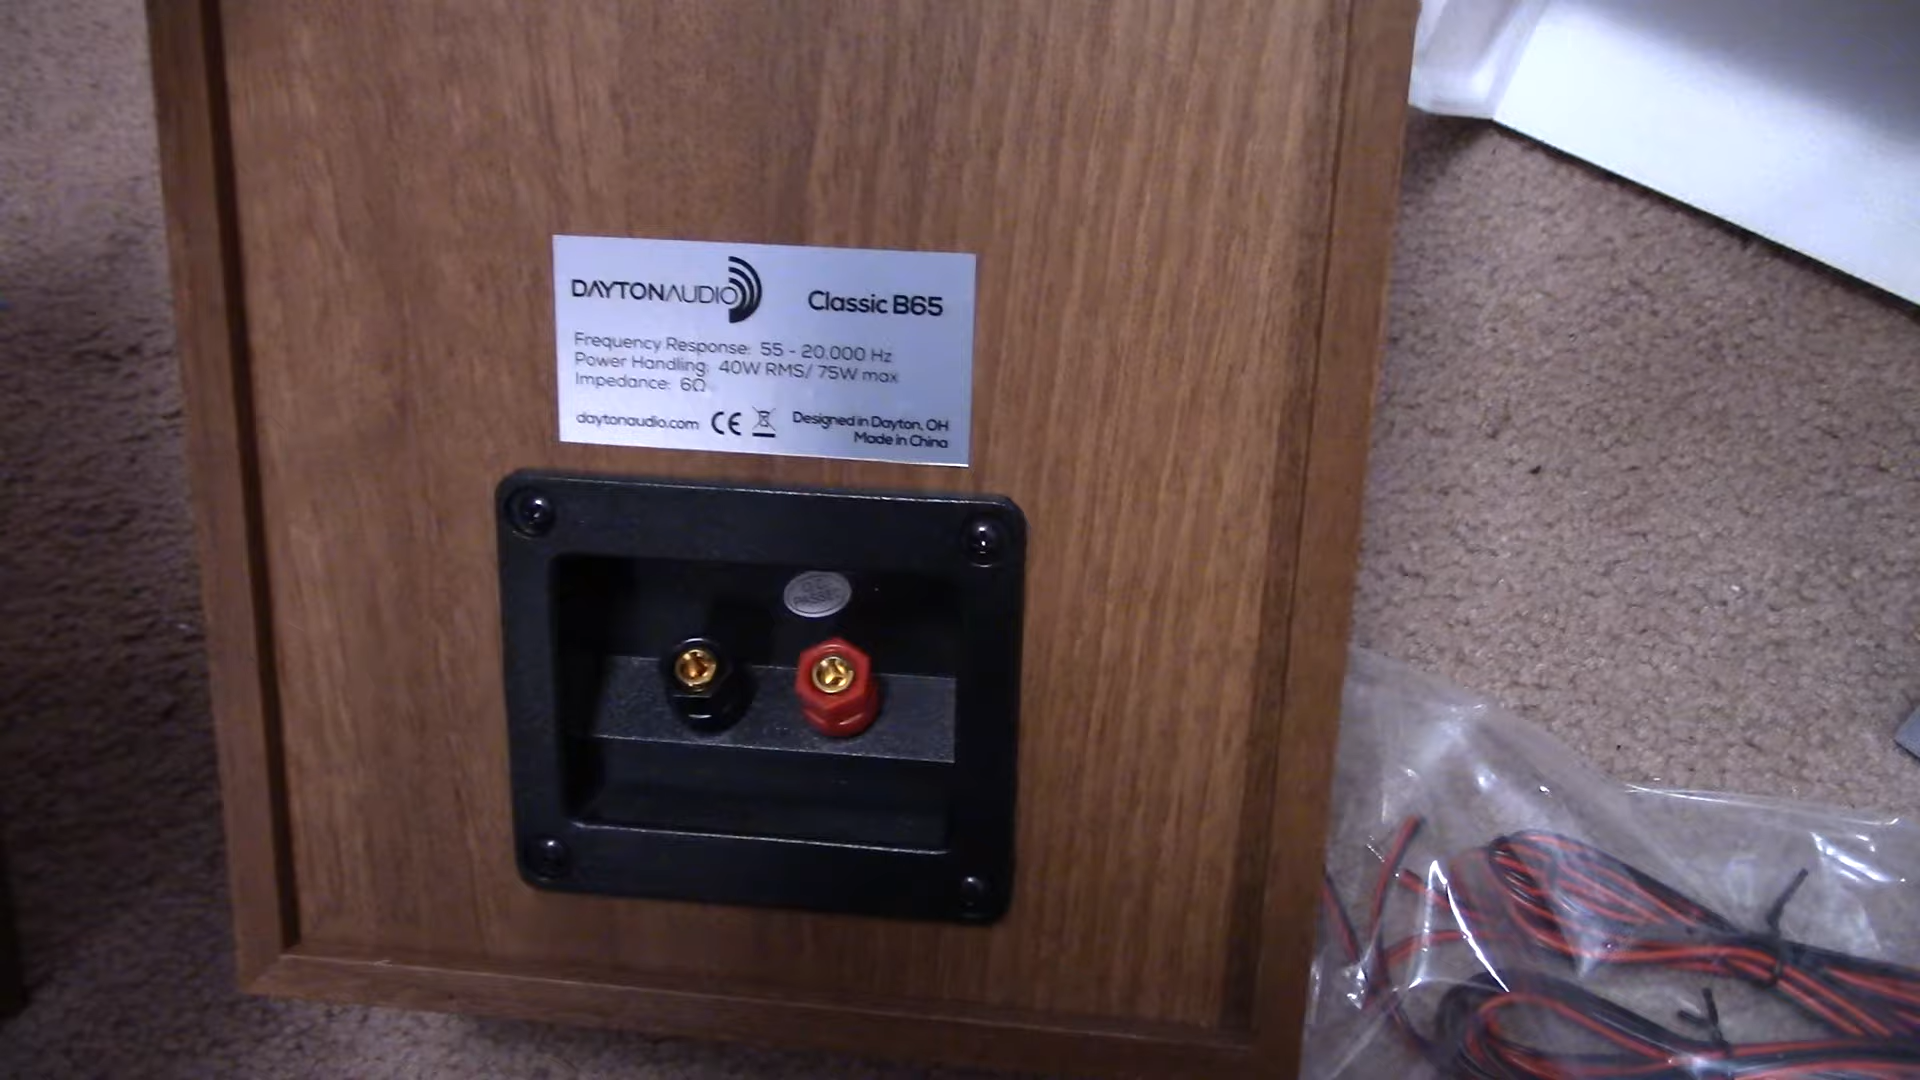 DAYTONAUDIO
Classic B65
Frequency Response: 55 - 20,000 Hz
Power Handling: 40W RMS/ 75W max
Impedance: 6Ω
daytonaudio.com CE Designed in Dayton, OH
Made in China